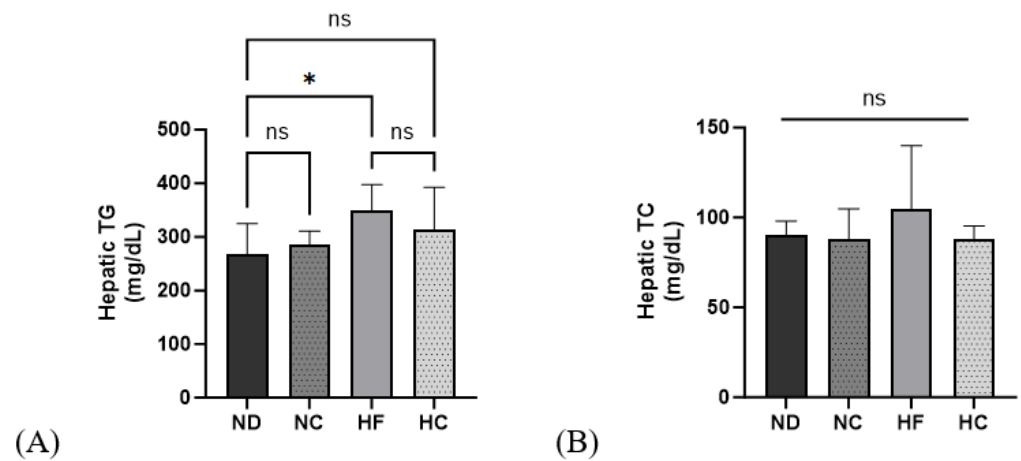 ns
*
ns
ns
500
400
300
200
100
0
Hepatic TG
(mg/dL)
ND
NC
HF
HC
(A)
ns
150
100
50
0
Hepatic TC
(mg/dL)
ND
NC
HF
HC
(B)